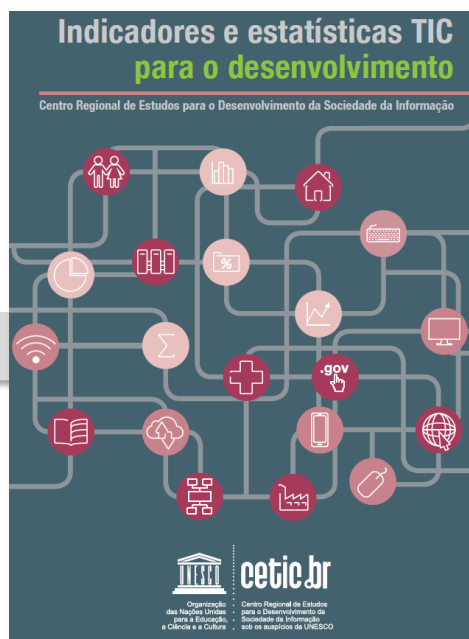 Indicadores e estatísticas TIC
para o desenvolvimento
Centro Regional de Estudos para o Desenvolvimento da Sociedade da Informação
%
Σ
.gov
UNESCO
Organização
das Nações Unidas
para a Educação,
a Ciência e a Cultura
cetic.br
Centro Regional de Estudos
para o Desenvolvimento da
Sociedade da Informação
sob os auspícios da UNESCO